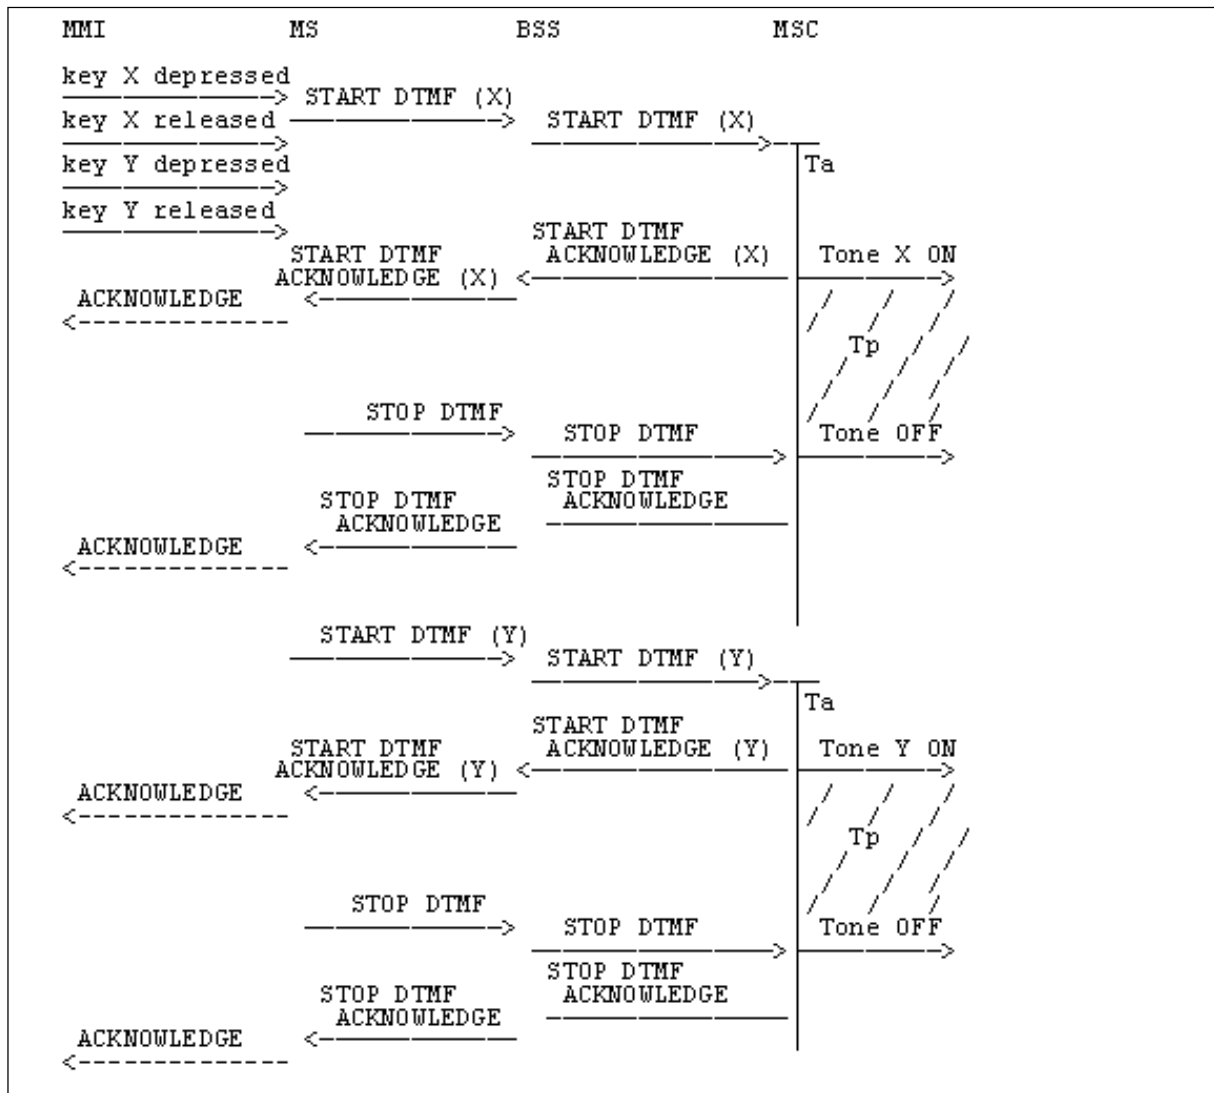 MMI MS BSS MSC
key X depressed
START DTMF (X)
key X released
START DTMF (X)
key Y depressed
Ta
key Y released
START DTMF
ACKNOWLEDGE (X)
Tone X ON
START DTMF
ACKNOWLEDGE (X)
ACKNOWLEDGE
Tp
STOP DTMF
STOP DTMF
Tone OFF
STOP DTMF
ACKNOWLEDGE
STOP DTMF
ACKNOWLEDGE
ACKNOWLEDGE
START DTMF (Y)
START DTMF (Y)
Ta
START DTMF
ACKNOWLEDGE (Y)
Tone Y ON
START DTMF
ACKNOWLEDGE (Y)
ACKNOWLEDGE
Tp
STOP DTMF
STOP DTMF
Tone OFF
STOP DTMF
ACKNOWLEDGE
STOP DTMF
ACKNOWLEDGE
ACKNOWLEDGE